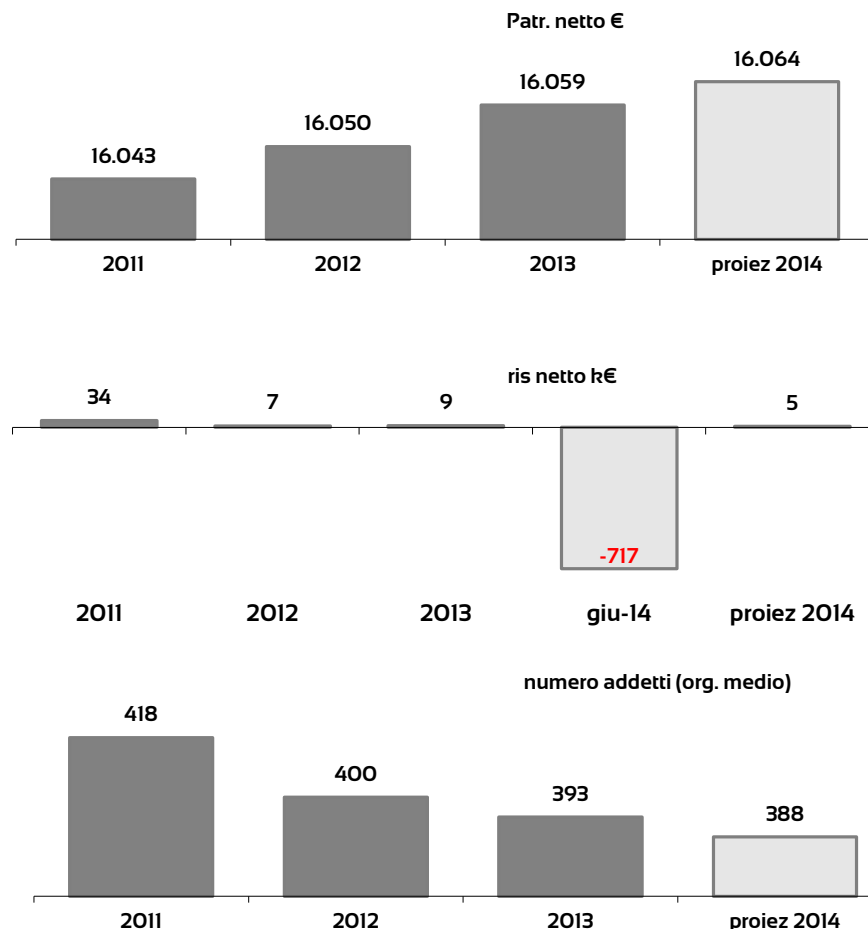 Patr. netto €
16.064
16.059
16.050
16.043
2011 2012 2013 proiez 2014
ris netto k€
34 7 9 5
-717
2011 2012 2013 giu-14 proiez 2014
numero addetti (org. medio)
418
400
393
388
2011 2012 2013 proiez 2014